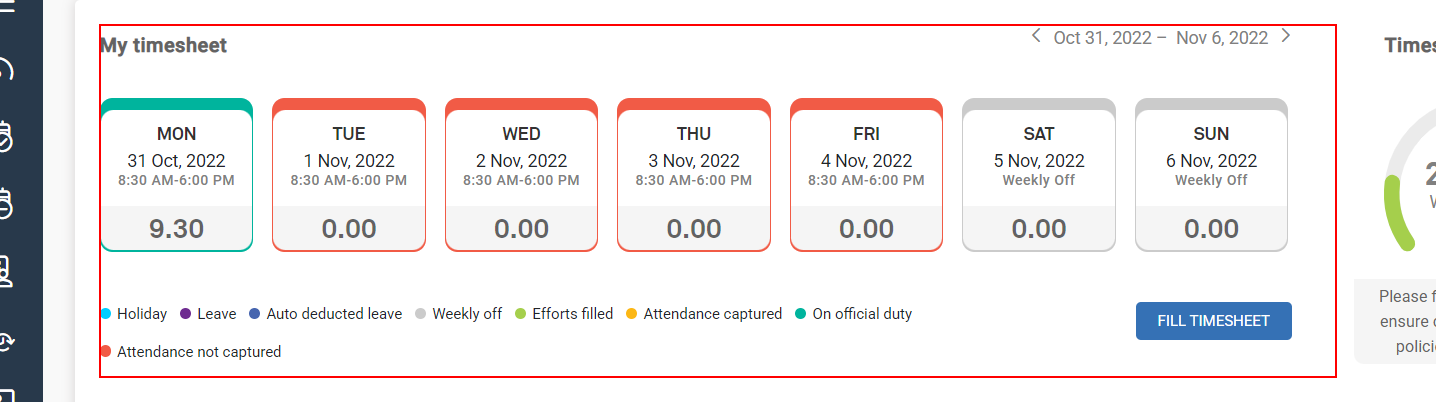 My timesheet
Oct 31, 2022 – Nov 6, 2022
MON
31 Oct, 2022
8:30 AM-6:00 PM
9.30
TUE
1 Nov, 2022
8:30 AM-6:00 PM
0.00
WED
2 Nov, 2022
8:30 AM-6:00 PM
0.00
THU
3 Nov, 2022
8:30 AM-6:00 PM
0.00
FRI
4 Nov, 2022
8:30 AM-6:00 PM
0.00
SAT
5 Nov, 2022
Weekly Off
0.00
SUN
6 Nov, 2022
Weekly Off
0.00
Holiday Leave Auto deducted leave Weekly off Efforts filled Attendance captured On official duty
Attendance not captured
FILL TIMESHEET
Please
ensure